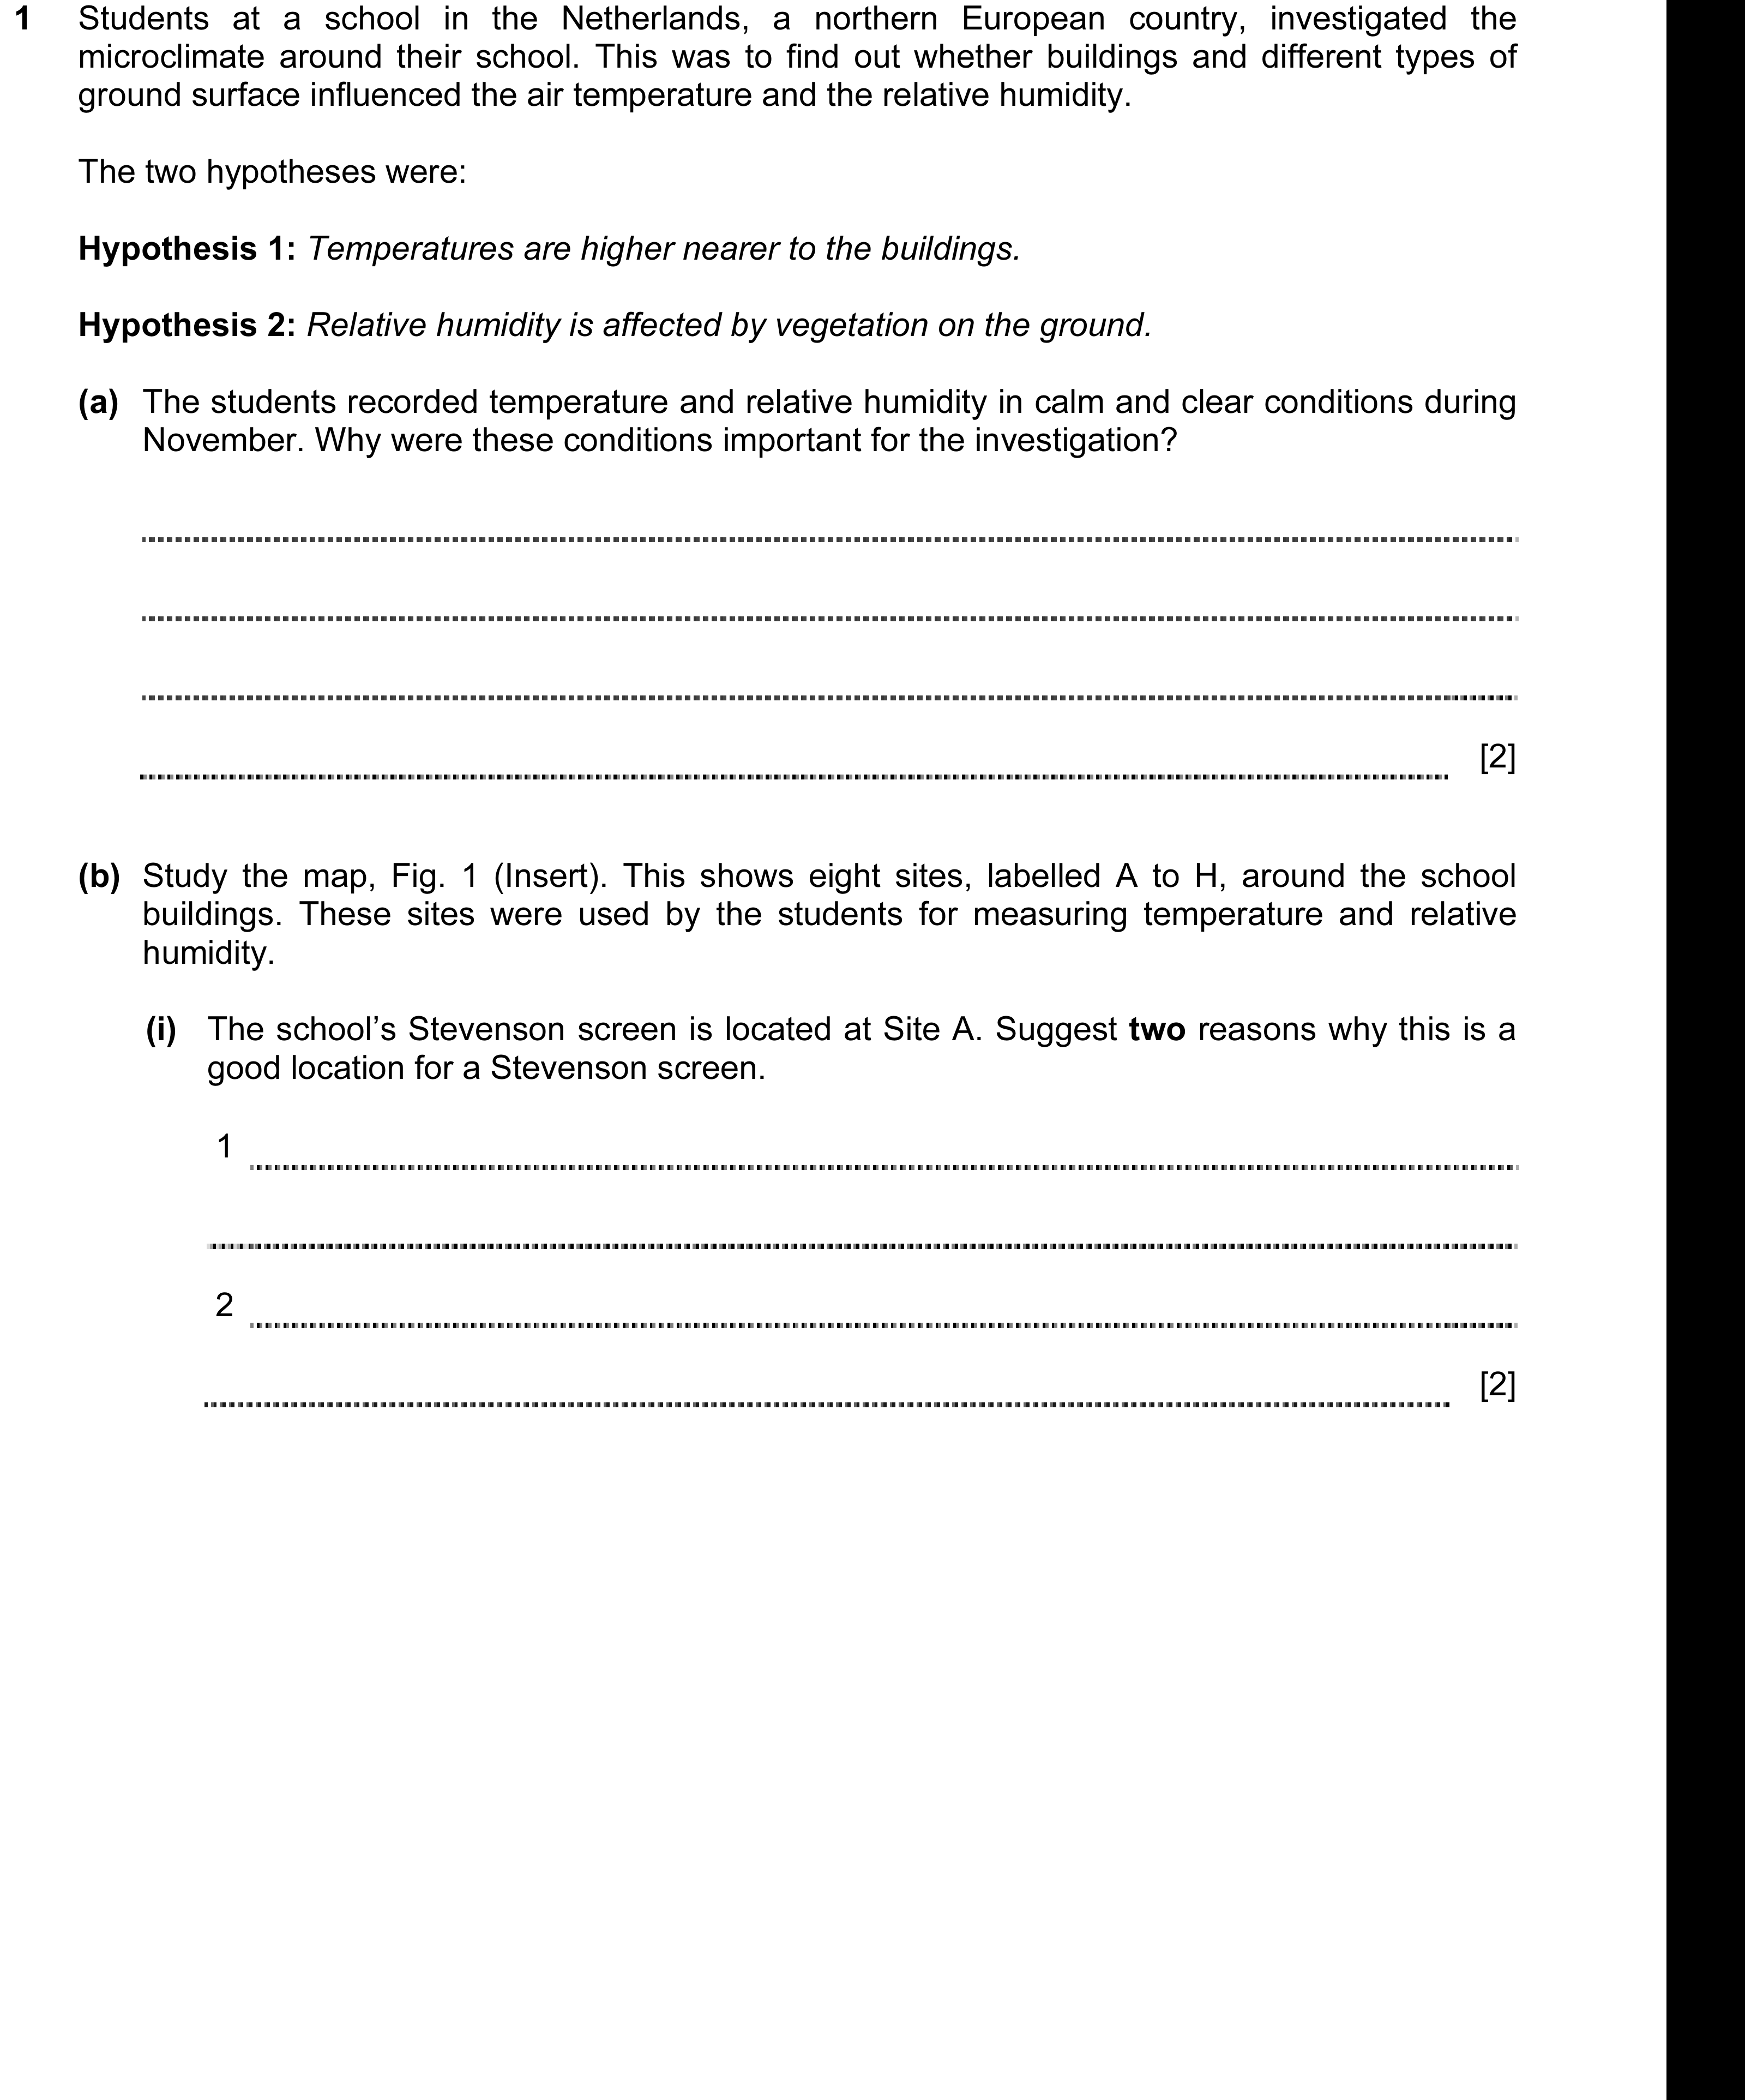 1 Students at a school in the Netherlands, a northern European country, investigated the
microclimate around their school. This was to find out whether buildings and different types of
ground surface influenced the air temperature and the relative humidity.
The two hypotheses were:
Hypothesis 1: Temperatures are higher nearer to the buildings.
Hypothesis 2: Relative humidity is affected by vegetation on the ground.
(a) The students recorded temperature and relative humidity in calm and clear conditions during
November. Why were these conditions important for the investigation?
[2]
(b) Study the map, Fig. 1 (Insert). This shows eight sites, labelled A to H, around the school
buildings. These sites were used by the students for measuring temperature and relative
humidity.
(i) The school’s Stevenson screen is located at Site A. Suggest two reasons why this is a
good location for a Stevenson screen.
1
2
[2]